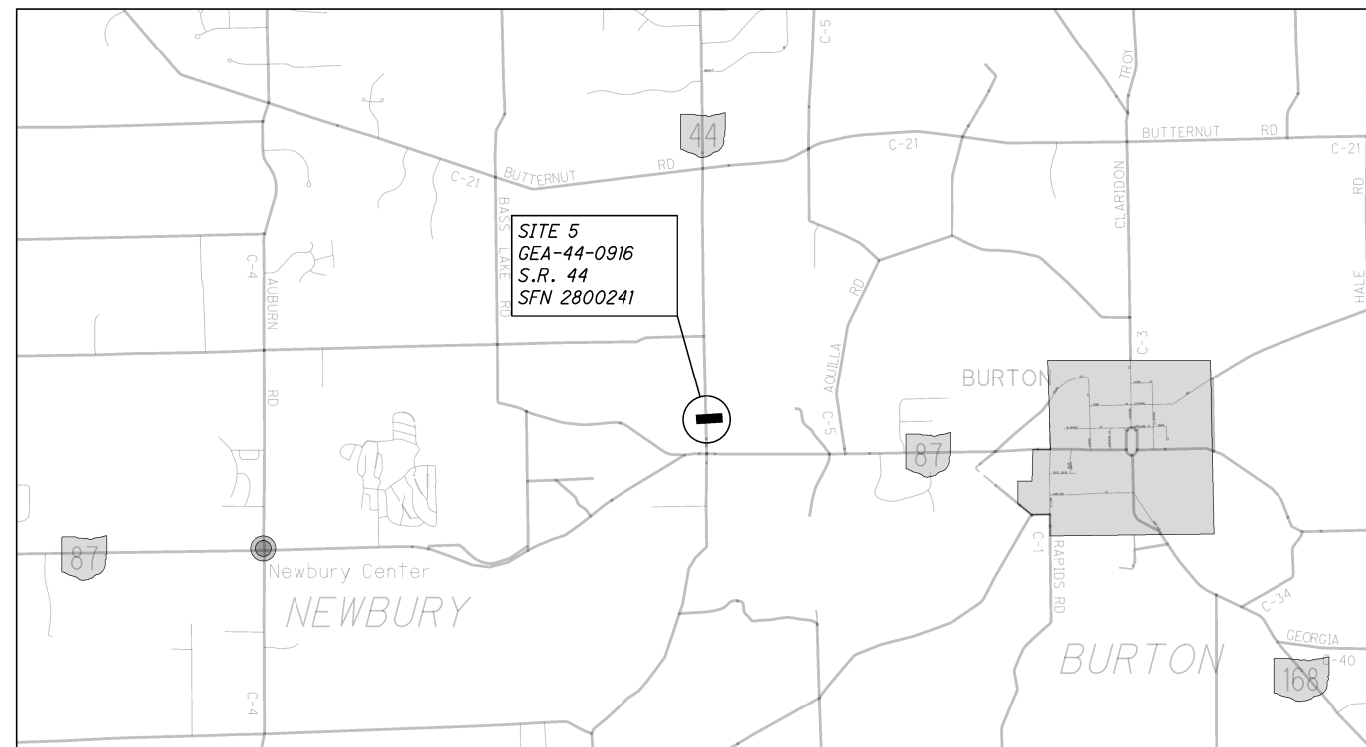 C-5
TROY
44
BUTTERNUT RD
C-21
C-21
RD
C-21
BUTTERNUT
RD
CLARIDON
BASS LAKE RD
SITE 5
GEA-44-0916
S.R. 44
SFN 2800241
C-4
AUBURN
RD
RD
HALE
C-3
AQUILLA
BURTON
C-5
87
87
Newbury Center
NEWBURY
C-1
RAPIDS RD
C-34
GEORGIA
C-40
BURTON
168
C-4